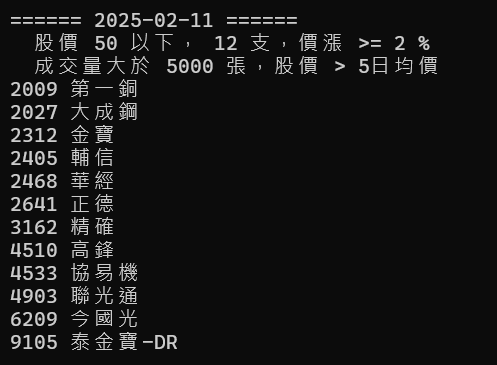 ====== 2025-02-11 ======
股價 50 以下， 12 支，價漲 >= 2 %
成交量大於 5000 張，股價 > 5日均價
2009 第一銅
2027 大成鋼
2312 金寶
2405 輔信
2468 華經
2641 正德
3162 精確
4510 高鋒
4533 協易機
4903 聯光通
6209 今國光
9105 泰金寶-DR